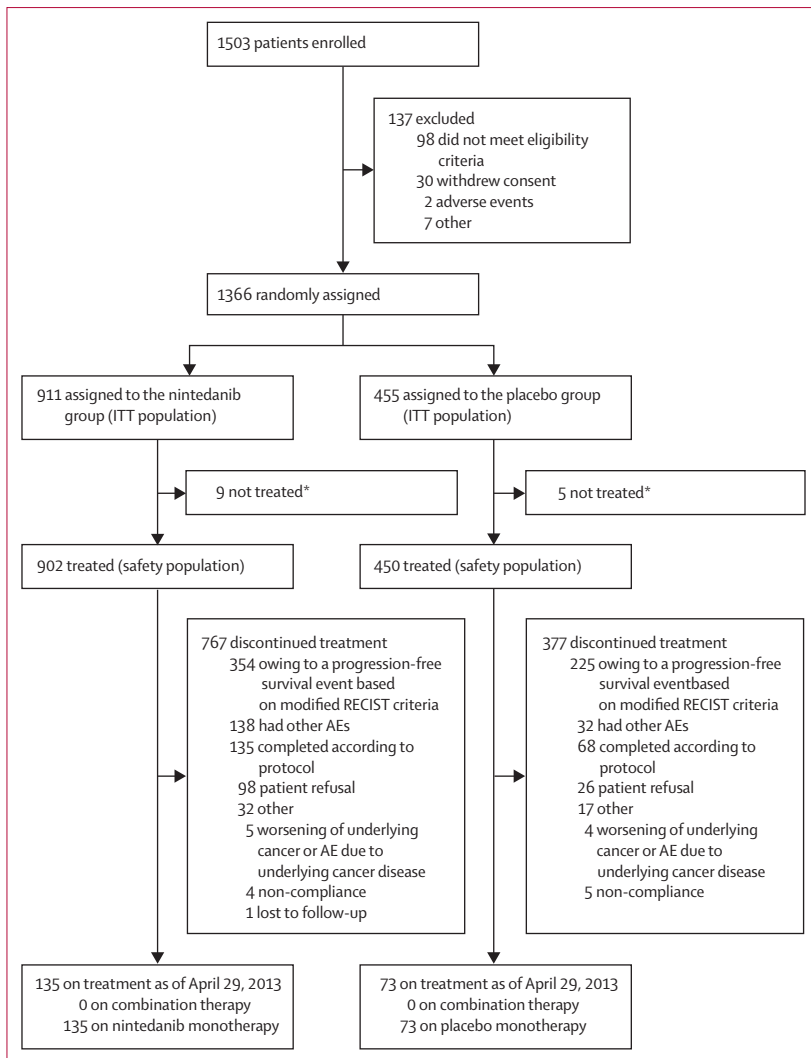 1503 patients enrolled
137 excluded
98 did not meet eligibility
criteria
30 withdrew consent
2 adverse events
7 other
1366 randomly assigned
911 assigned to the nintedanib
group (ITT population)
455 assigned to the placebo group
(ITT population)
9 not treated*
5 not treated*
902 treated (safety population)
450 treated (safety population)
767 discontinued treatment
354 owing to a progression-free
survival event based
on modified RECIST criteria
138 had other AEs
135 completed according to
protocol
98 patient refusal
32 other
5 worsening of underlying
cancer or AE due to
underlying cancer disease
4 non-compliance
1 lost to follow-up
377 discontinued treatment
225 owing to a progression-free
survival eventbased
on modified RECIST criteria
32 had other AEs
68 completed according to
protocol
26 patient refusal
17 other
4 worsening of underlying
cancer or AE due to
underlying cancer disease
5 non-compliance
135 on treatment as of April 29, 2013
0 on combination therapy
135 on nintedanib monotherapy
73 on treatment as of April 29, 2013
0 on combination therapy
73 on placebo monotherapy